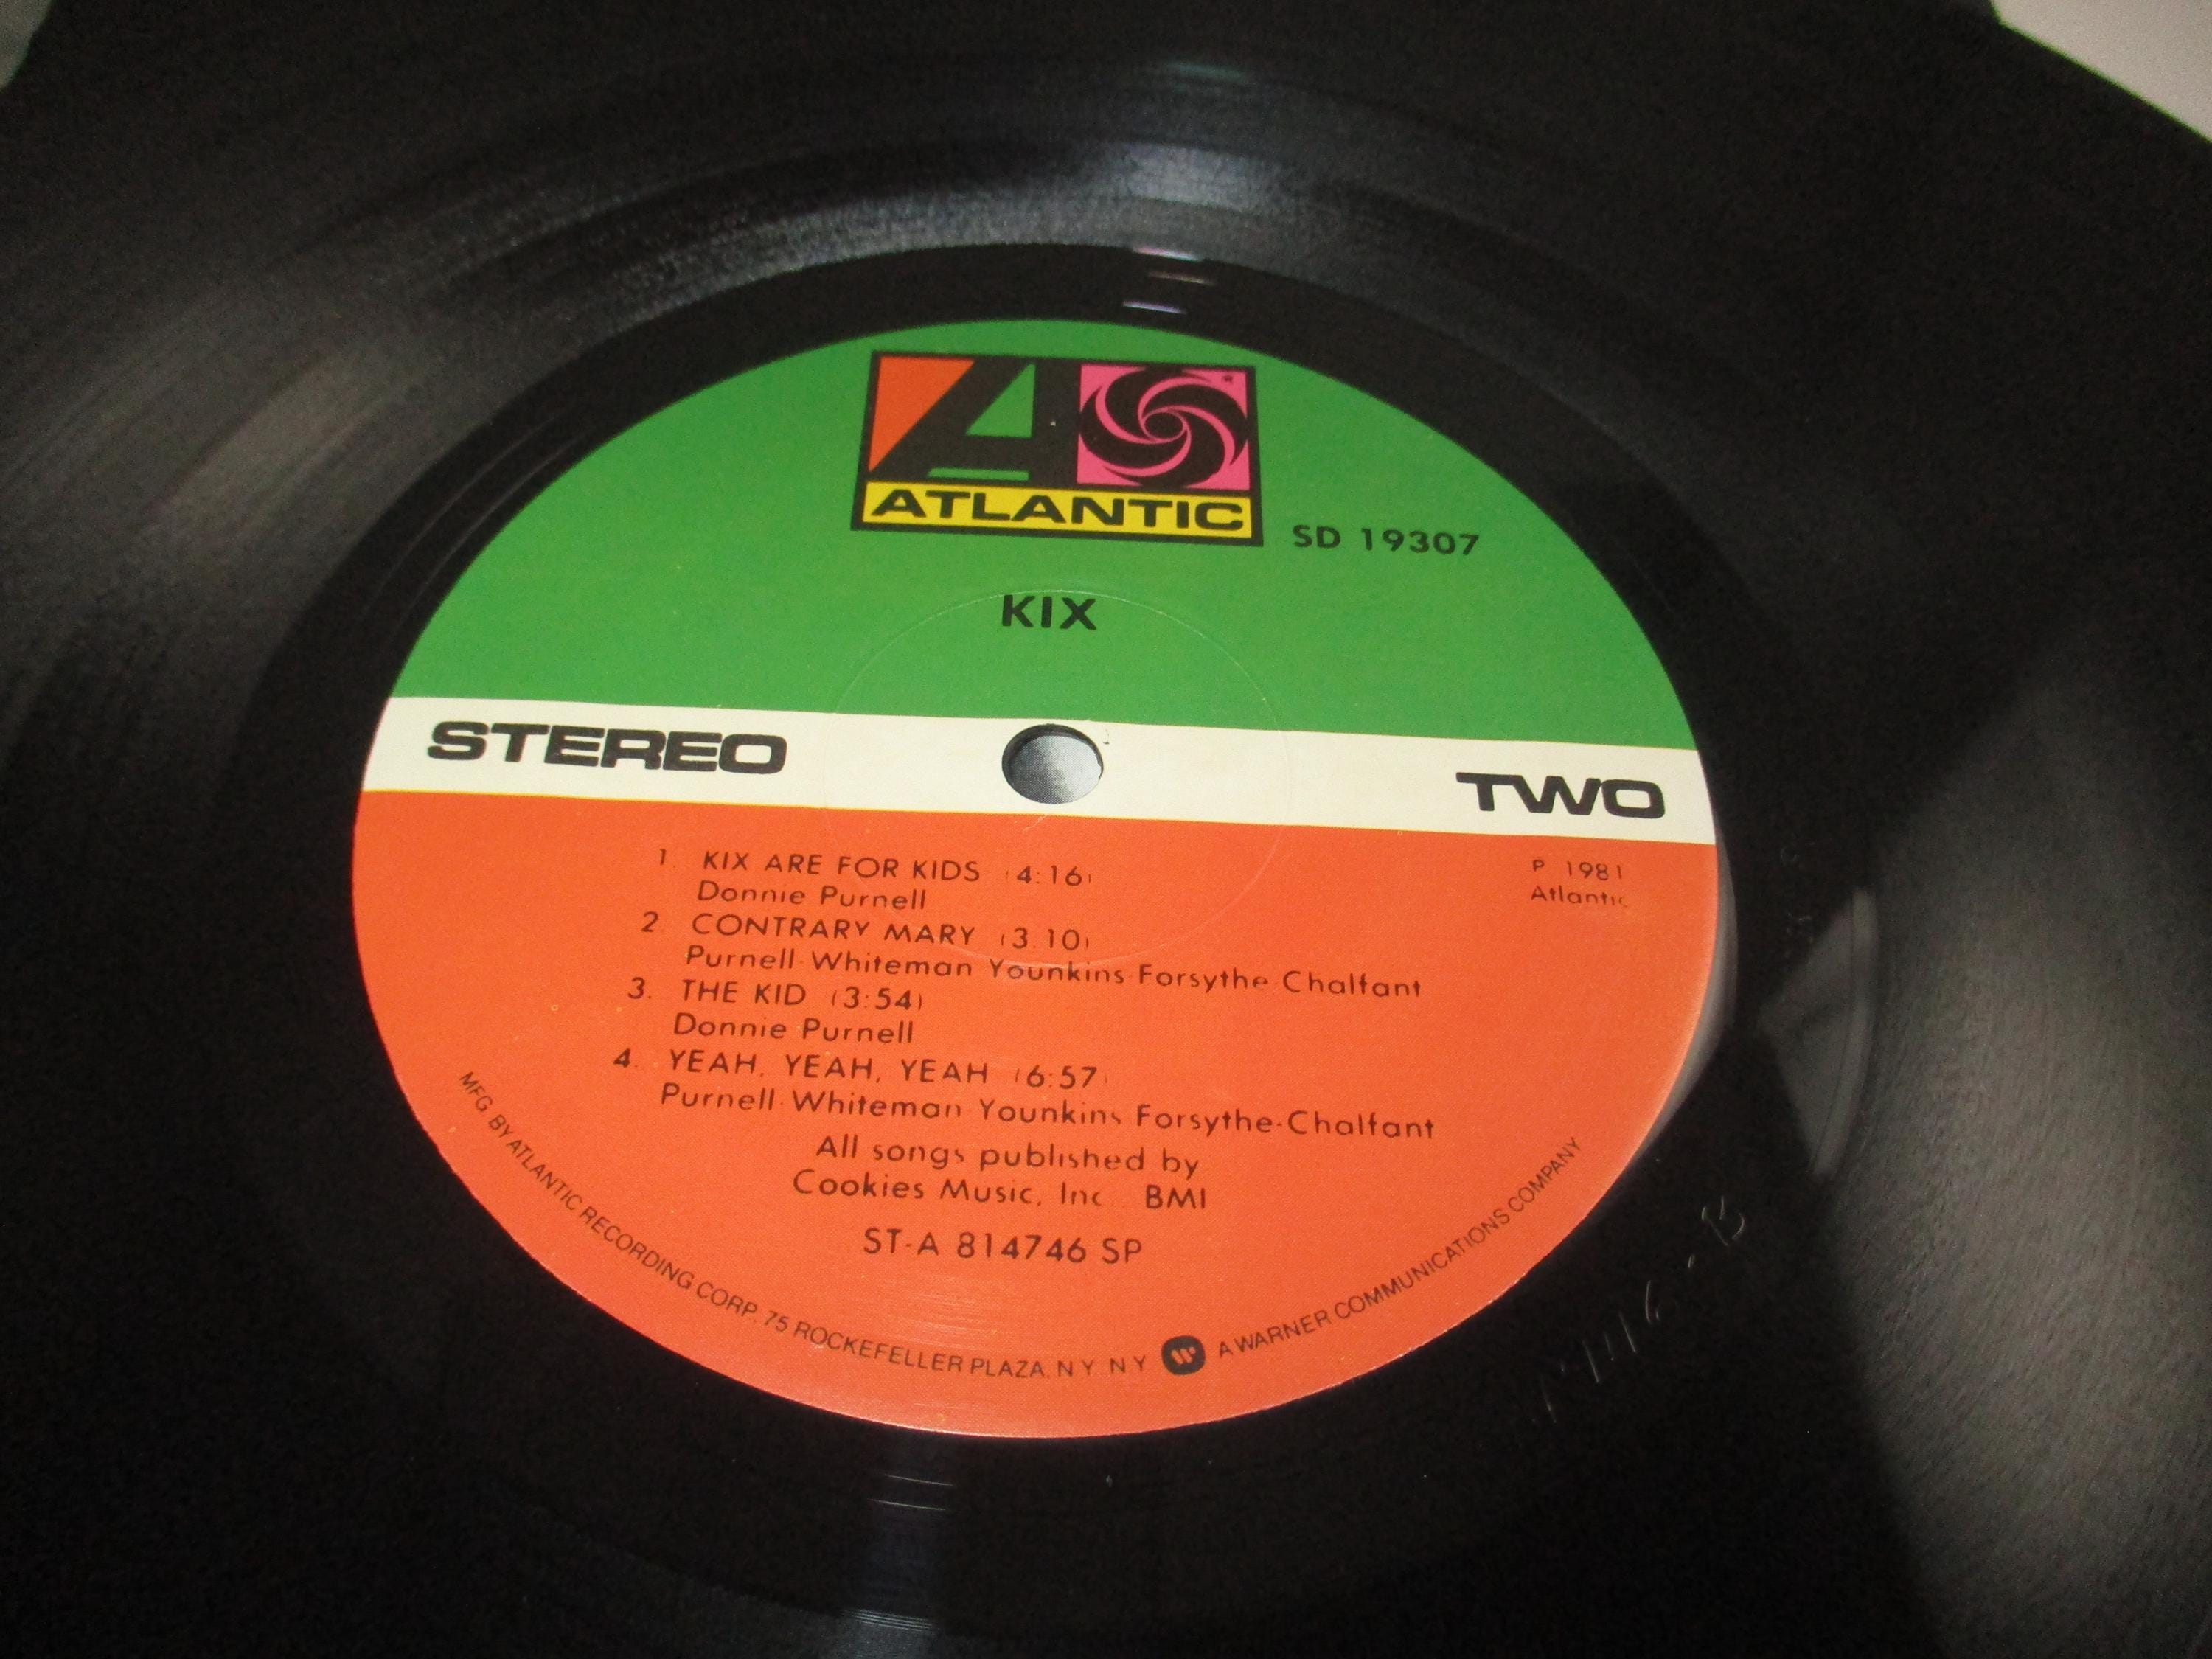 ATLANTIC
SD 19307
KIX
STEREO
TWO
P 1981
Atlantic
1. KIX ARE FOR KIDS (4:16)
Donnie Purnell
2 CONTRARY MARY (3:10)
Purnell-Whiteman Younkins-Forsythe-Chalfant
3. THE KID (3:54)
Donnie Purnell
4. YEAH, YEAH, YEAH (6:57)
Purnell-Whiteman-Younkins Forsythe-Chalfant
All songs published by
Cookies Music, Inc. BMI
ST-A 814746 SP
MFG BY ATLANTIC RECORDING CORP. 75 ROCKEFELLER PLAZA, N Y N Y A WARNER COMMUNICATIONS COMPANY